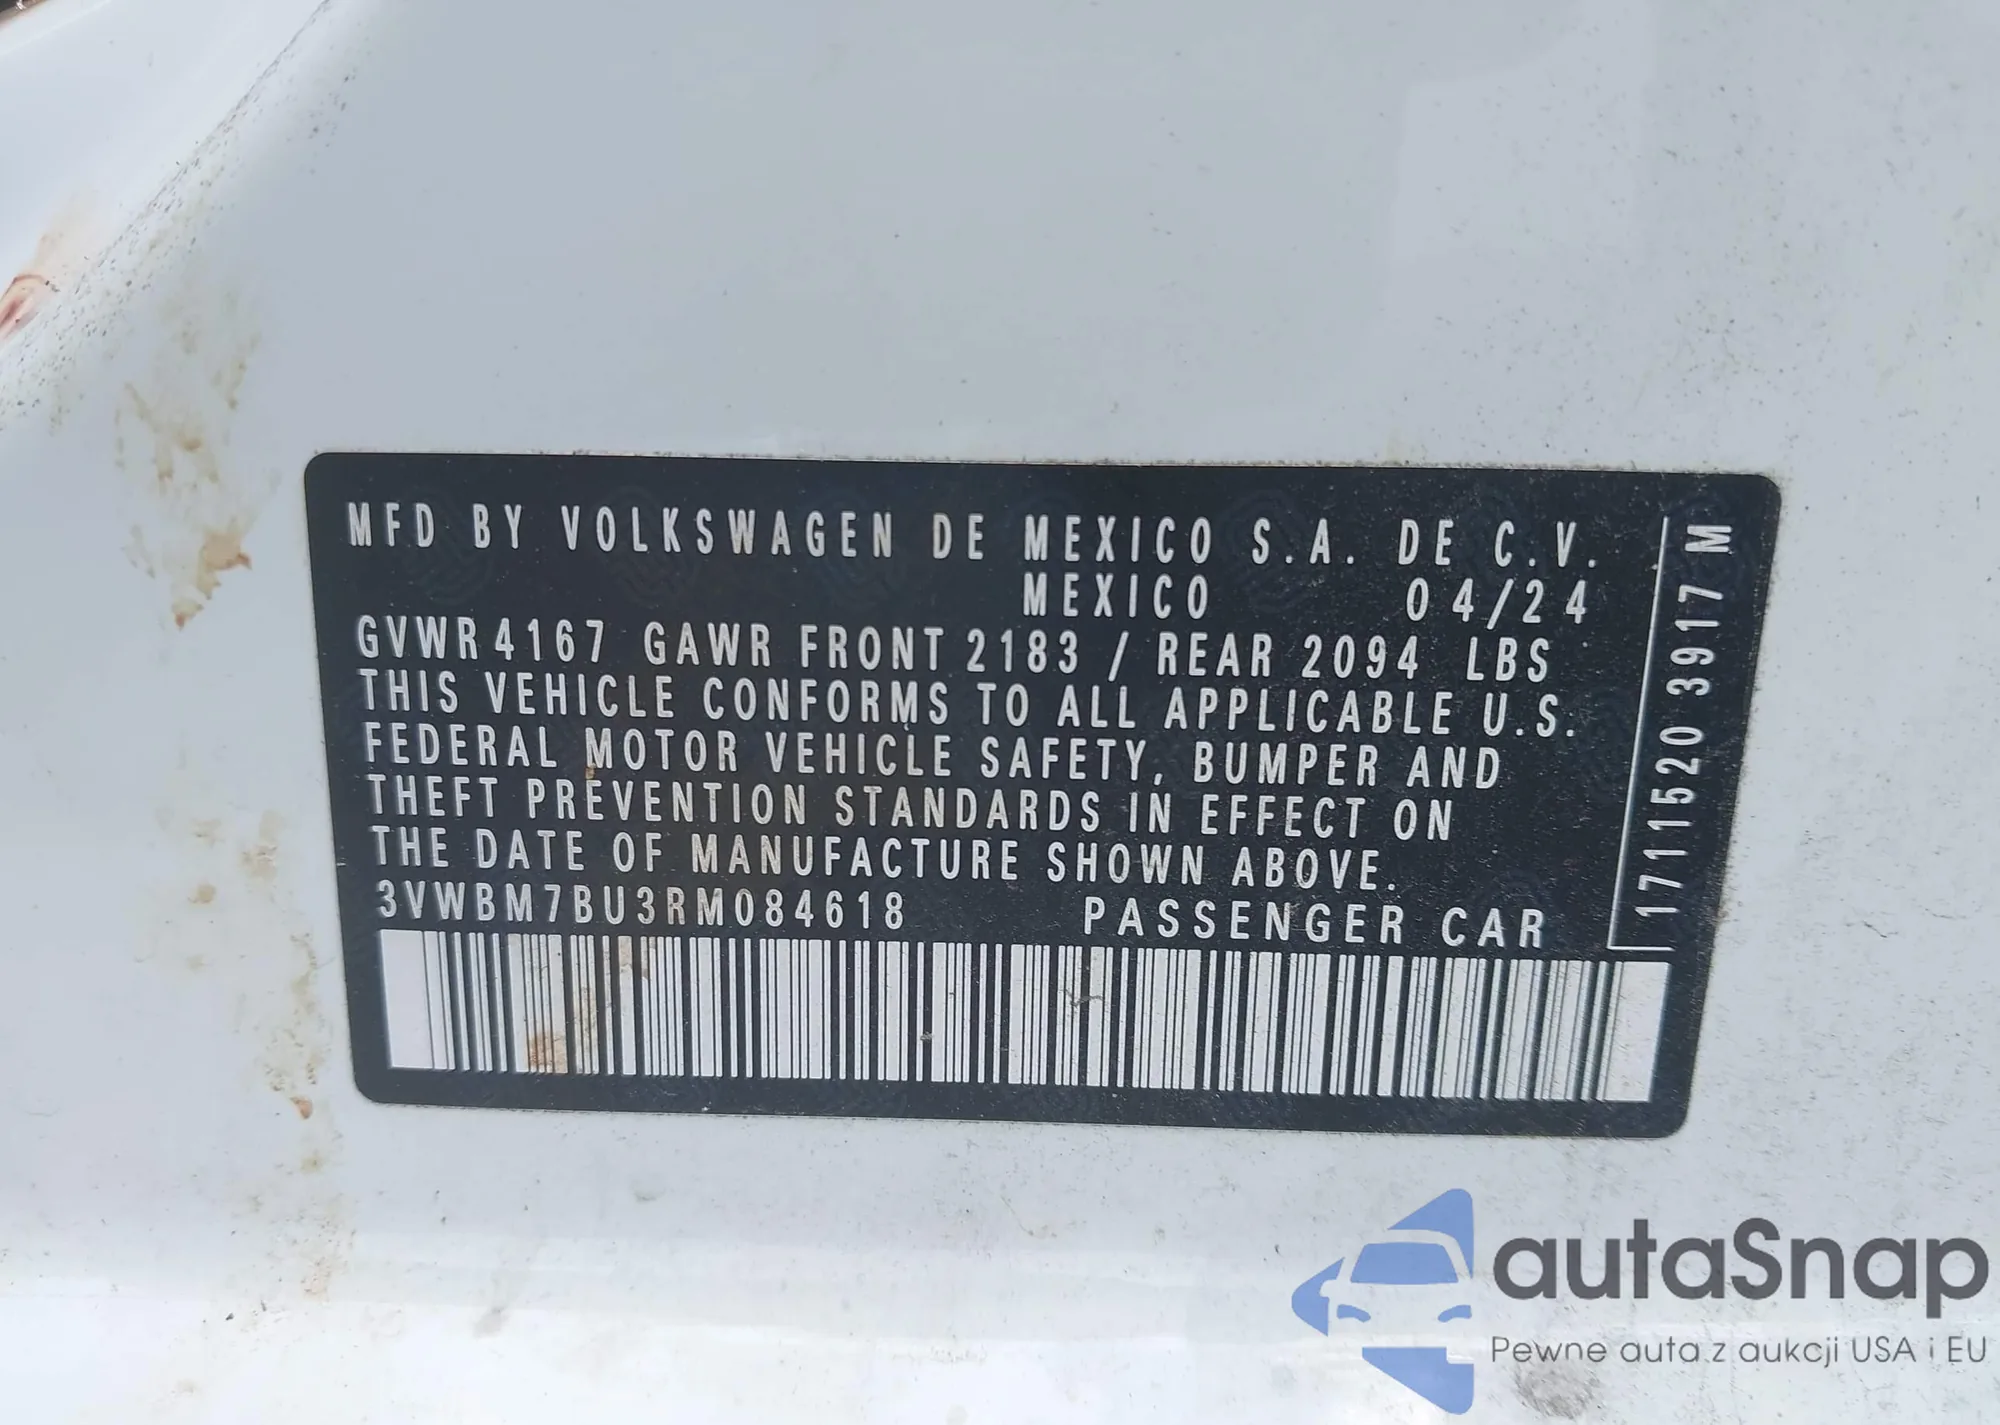 MFD BY VOLKSWAGEN DE MEXICO S.A. DE C.V.
MEXICO 04/24
GVWR 4167 GAWR FRONT 2183 / REAR 2094 LBS
THIS VEHICLE CONFORMS TO ALL APPLICABLE U.S.
FEDERAL MOTOR VEHICLE SAFETY, BUMPER AND
THEFT PREVENTION STANDARDS IN EFFECT ON
THE DATE OF MANUFACTURE SHOWN ABOVE.
3VWBM7BU3RM084618 PASSENGER CAR
1711520 3917 M
autaSnap
Pewne auta z aukcji USA i EU